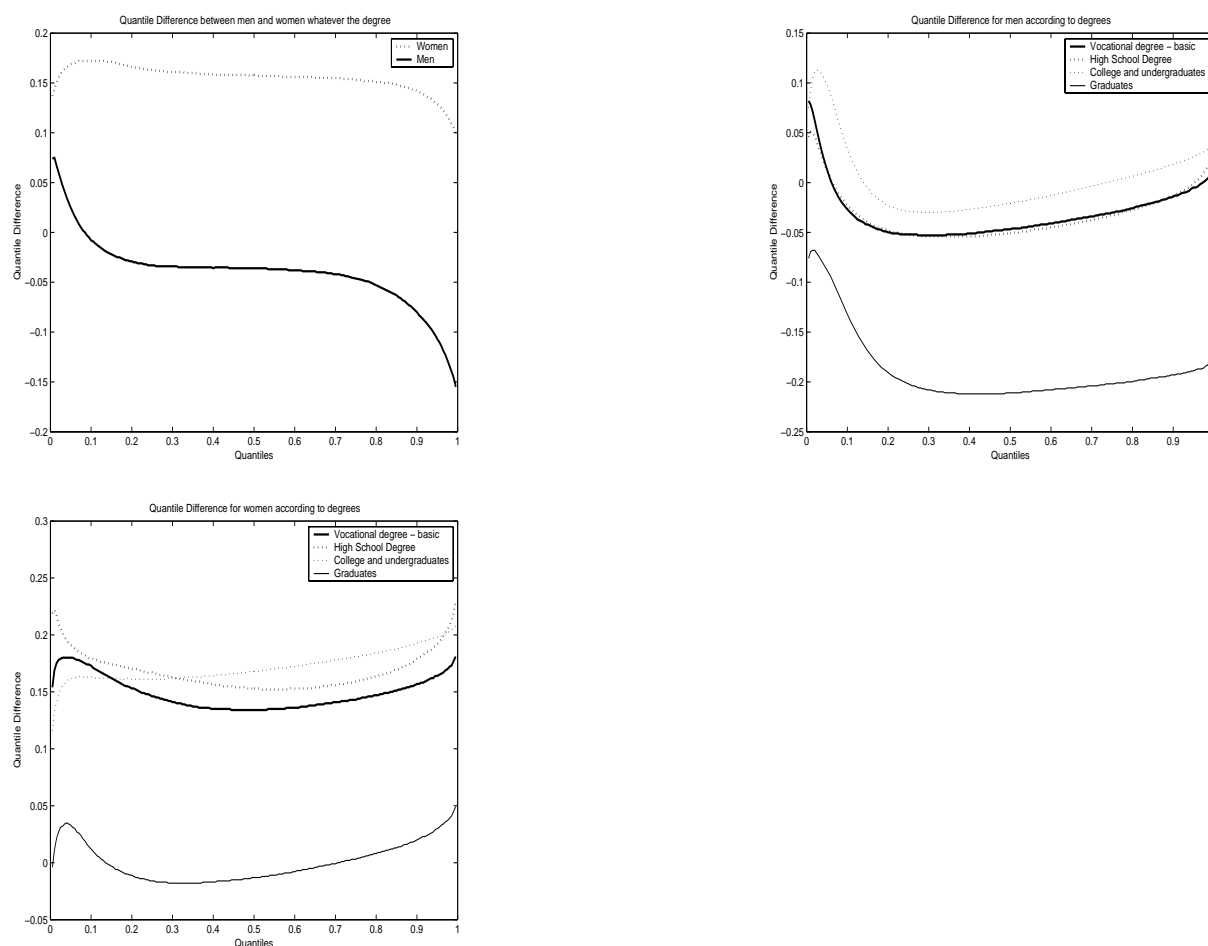 Quantile Difference between men and women whatever the degree
0.2
0.15
0.1
0.05
0
−0.05
−0.1
−0.15
−0.2
Quantile Difference
Women
Men
0 0.1 0.2 0.3 0.4 0.5 0.6 0.7 0.8 0.9 1
Quantiles
Quantile Difference for men according to degrees
0.15
0.1
0.05
0
−0.05
−0.1
−0.15
−0.2
−0.25
Quantile Difference
Vocational degree − basic
High School Degree
College and undergraduates
Graduates
0 0.1 0.2 0.3 0.4 0.5 0.6 0.7 0.8 0.9
Quantiles
Quantile Difference for women according to degrees
0.3
0.25
0.2
0.15
0.1
0.05
0
−0.05
Quantile Difference
Vocational degree − basic
High School Degree
College and undergraduates
Graduates
0 0.1 0.2 0.3 0.4 0.5 0.6 0.7 0.8 0.9 1
Quantiles